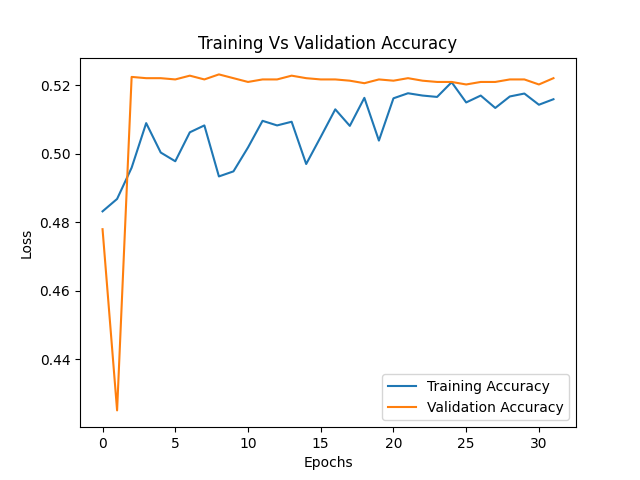 Training Vs Validation Accuracy
0.52
0.50
0.48
0.46
0.44
Loss
Training Accuracy
Validation Accuracy
0 5 10 15 20 25 30
Epochs